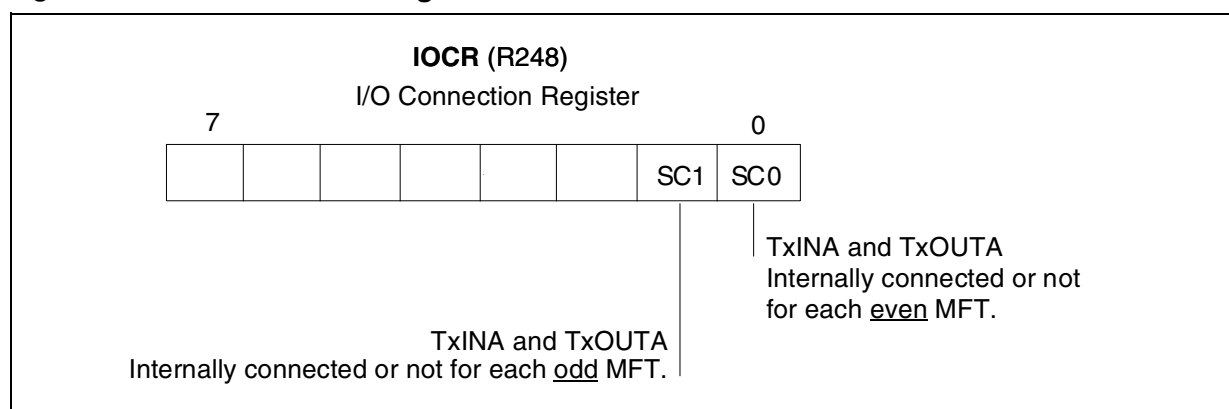 IOCR (R248)
I/O Connection Register
7 0
SC1 SC0
TxINA and TxOUTA
Internally connected or not
for each even MFT.
TxINA and TxOUTA
Internally connected or not for each odd MFT.